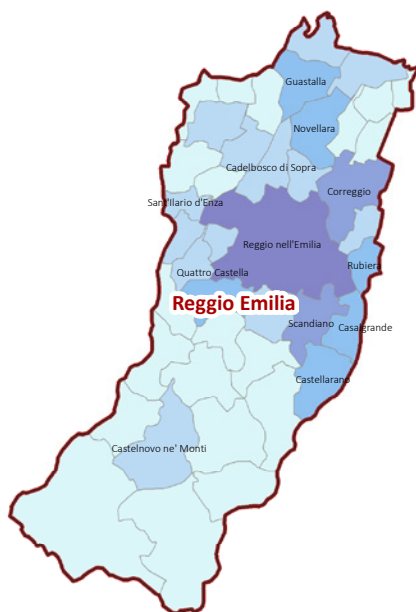 Guastalla
Novellara
Cadelbosco di Sopra
Correggio
Sant'Ilario d'Enza
Reggio nell'Emilia
Rubiera
Quattro Castella
Reggio Emilia
Scandiano
Casalgrande
Castellarano
Castelnovo ne' Monti